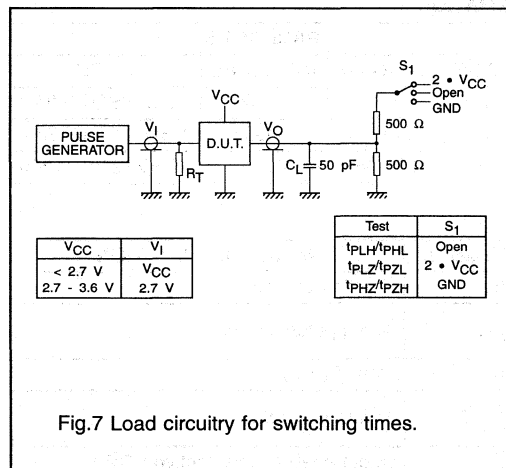 S1
2 • VCC
Open
GND
VCC
PULSE GENERATOR
VI
D.U.T.
VO
500 Ω
RT
CL
50 pF
500 Ω
Test S1
tPLH/tPHL Open
tPLZ/tPZL 2 • VCC
tPHZ/tPZH GND
VCC VI
< 2.7 V VCC
2.7 - 3.6 V 2.7 V
Fig.7 Load circuitry for switching times.